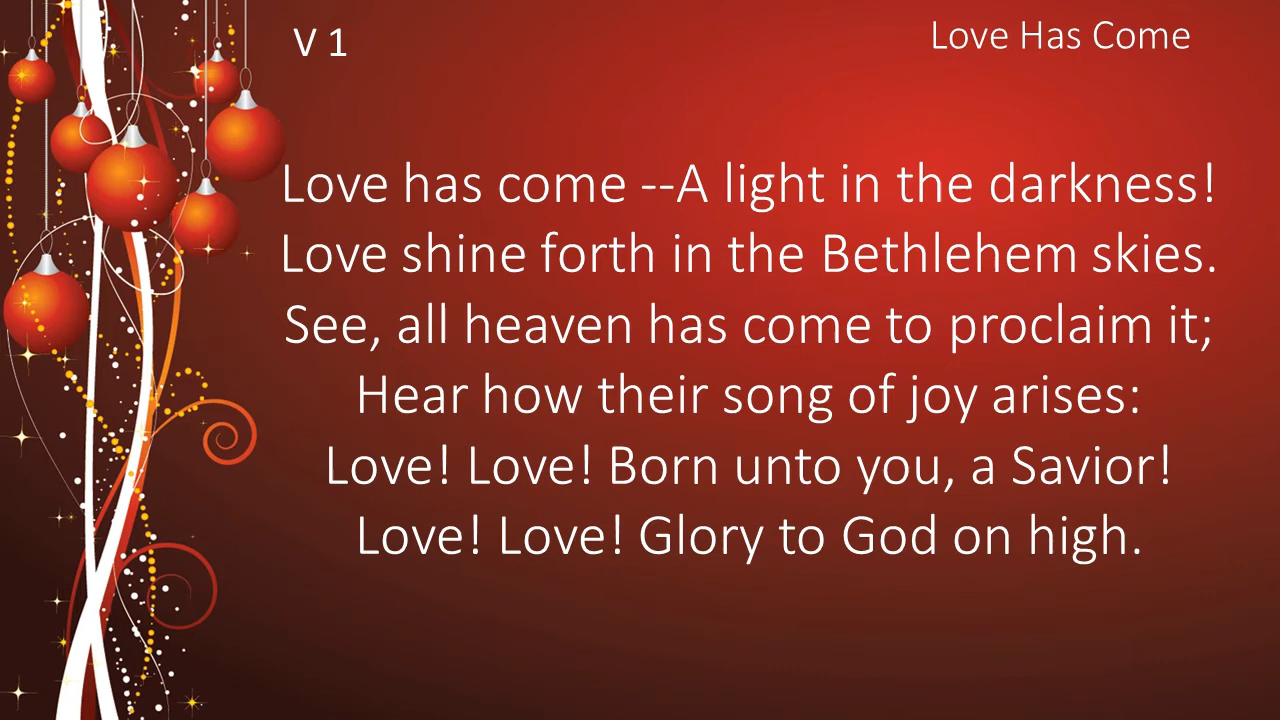 V 1
Love Has Come
Love has come --A light in the darkness!
Love shine forth in the Bethlehem skies.
See, all heaven has come to proclaim it;
Hear how their song of joy arises:
Love! Love! Born unto you, a Savior!
Love! Love! Glory to God on high.